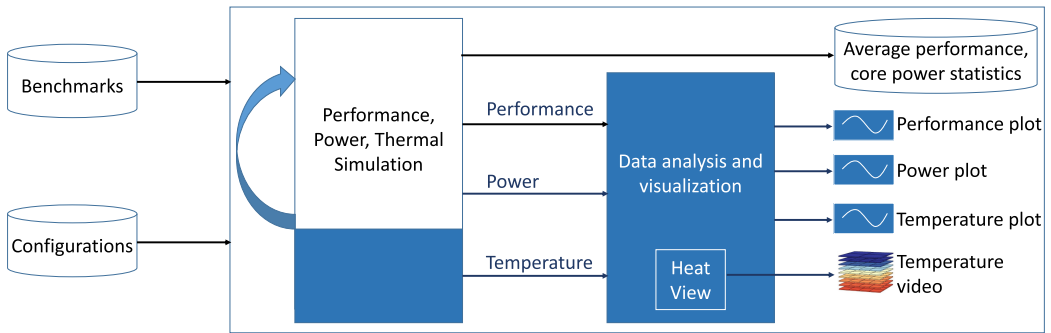 Benchmarks
Configurations
Performance,
Power, Thermal
Simulation
Performance
Power
Temperature
Data analysis and
visualization
Heat
View
Average performance,
core power statistics
Performance plot
Power plot
Temperature plot
Temperature
video